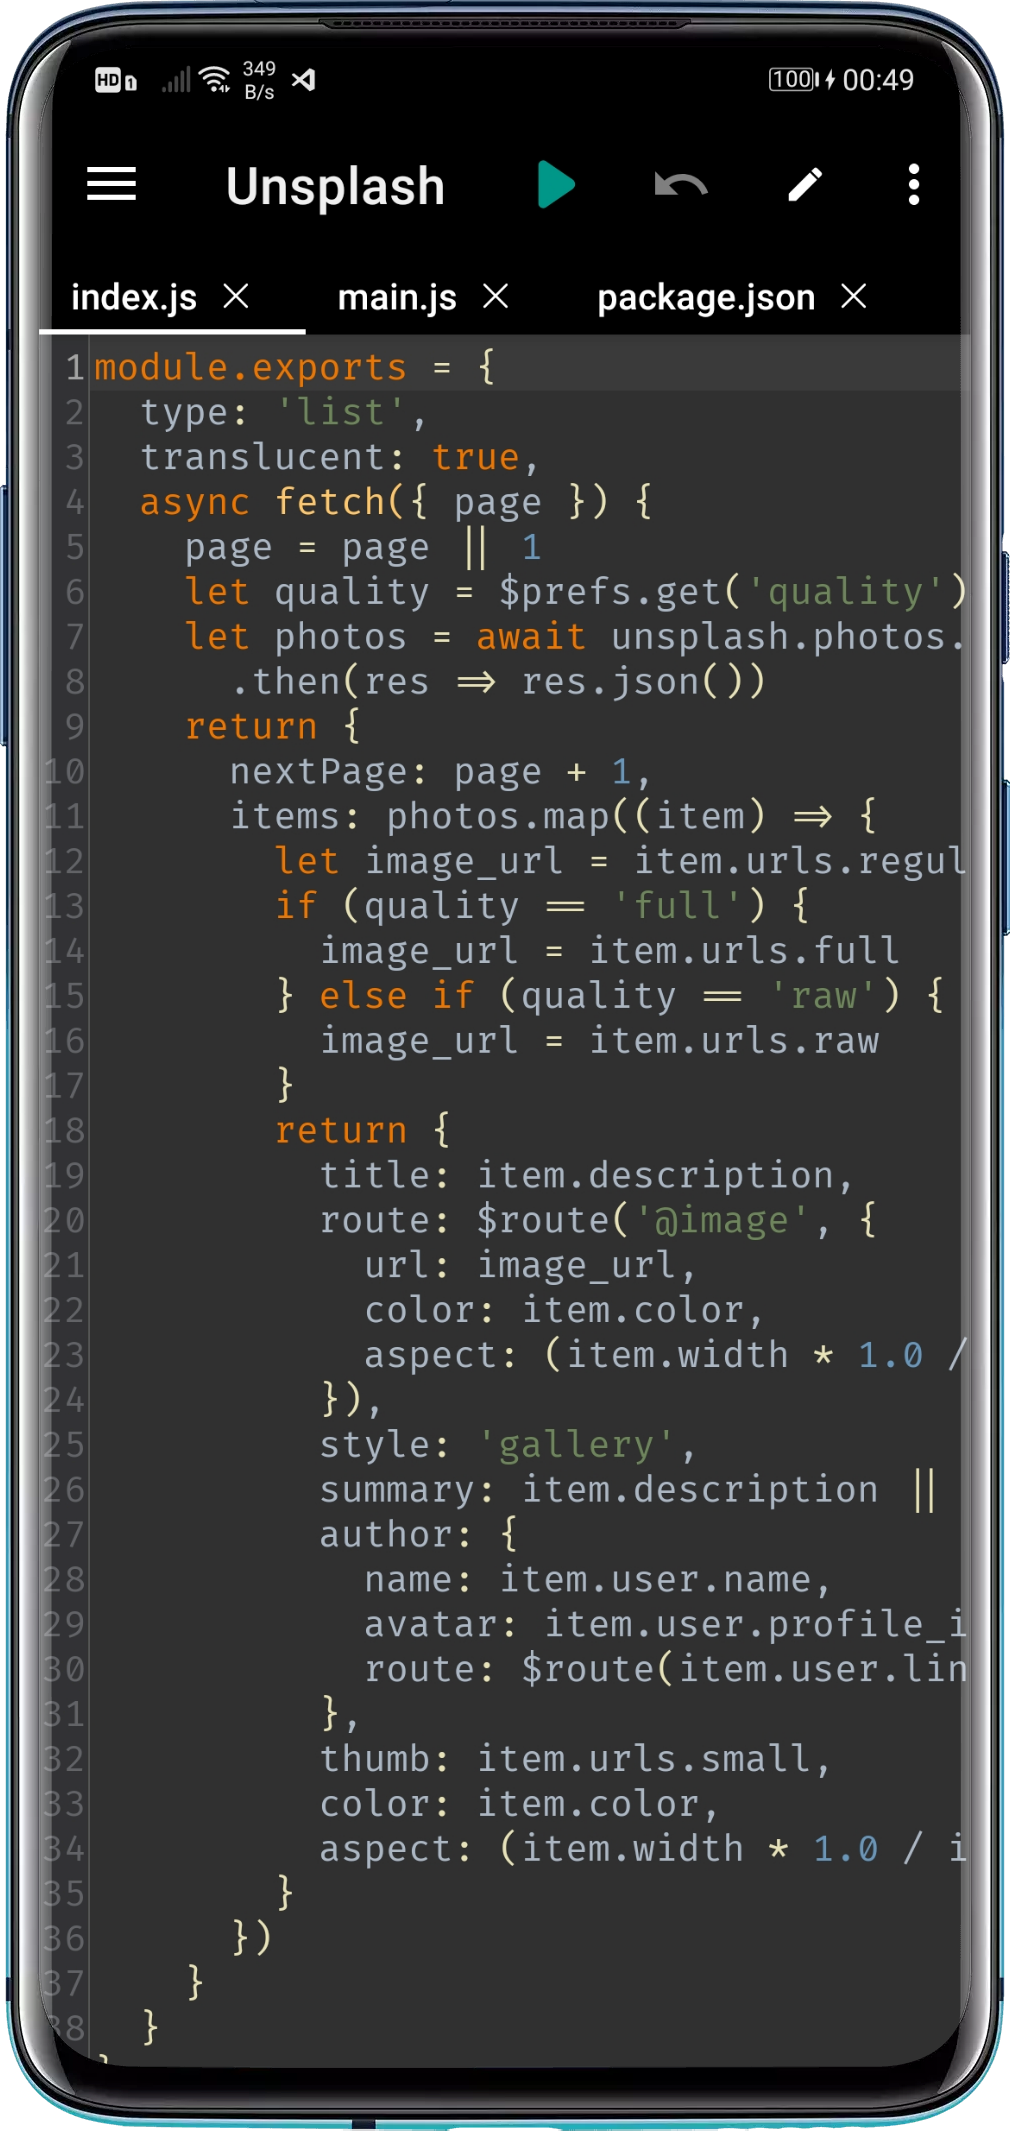 HD 1 349 B/s 100 00:49
Unsplash
index.js main.js package.json
1 module.exports = {
2 type: 'list',
3 translucent: true,
4 async fetch({ page }) {
5 page = page || 1
6 let quality = $prefs.get('quality')
7 let photos = await unsplash.photos.
8 .then(res => res.json())
9 return {
10 nextPage: page + 1,
11 items: photos.map((item) => {
12 let image_url = item.urls.regul
13 if (quality == 'full') {
14 image_url = item.urls.full
15 } else if (quality == 'raw') {
16 image_url = item.urls.raw
17 }
18 return {
19 title: item.description,
20 route: $route('@image', {
21 url: image_url,
22 color: item.color,
23 aspect: (item.width * 1.0 /
24 }),
25 style: 'gallery',
26 summary: item.description ||
27 author: {
28 name: item.user.name,
29 avatar: item.user.profile_i
30 route: $route(item.user.lin
31 },
32 thumb: item.urls.small,
33 color: item.color,
34 aspect: (item.width * 1.0 / i
35 }
36 })
37 }
38 }
}